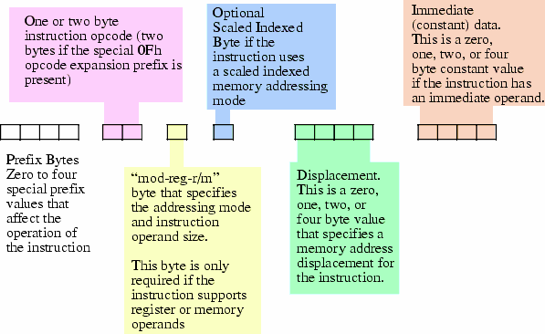 One or two byte
instruction opcode (two
bytes if the special 0Fh
opcode expansion prefix is
present)
Optional
Scaled Indexed
Byte if the
instruction uses
a scaled indexed
memory addressing
mode
Immediate
(constant) data.
This is a zero,
one, two, or four
byte constant value
if the instruction has
an immediate operand.
Prefix Bytes
Zero to four
special prefix
values that
affect the
operation of
the instruction
“mod-reg-r/m”
byte that specifies
the addressing mode
and instruction
operand size.
This byte is only
required if the
instruction supports
register or memory
operands
Displacement.
This is a zero,
one, two, or
four byte value
that specifies a
memory address
displacement for
the instruction.